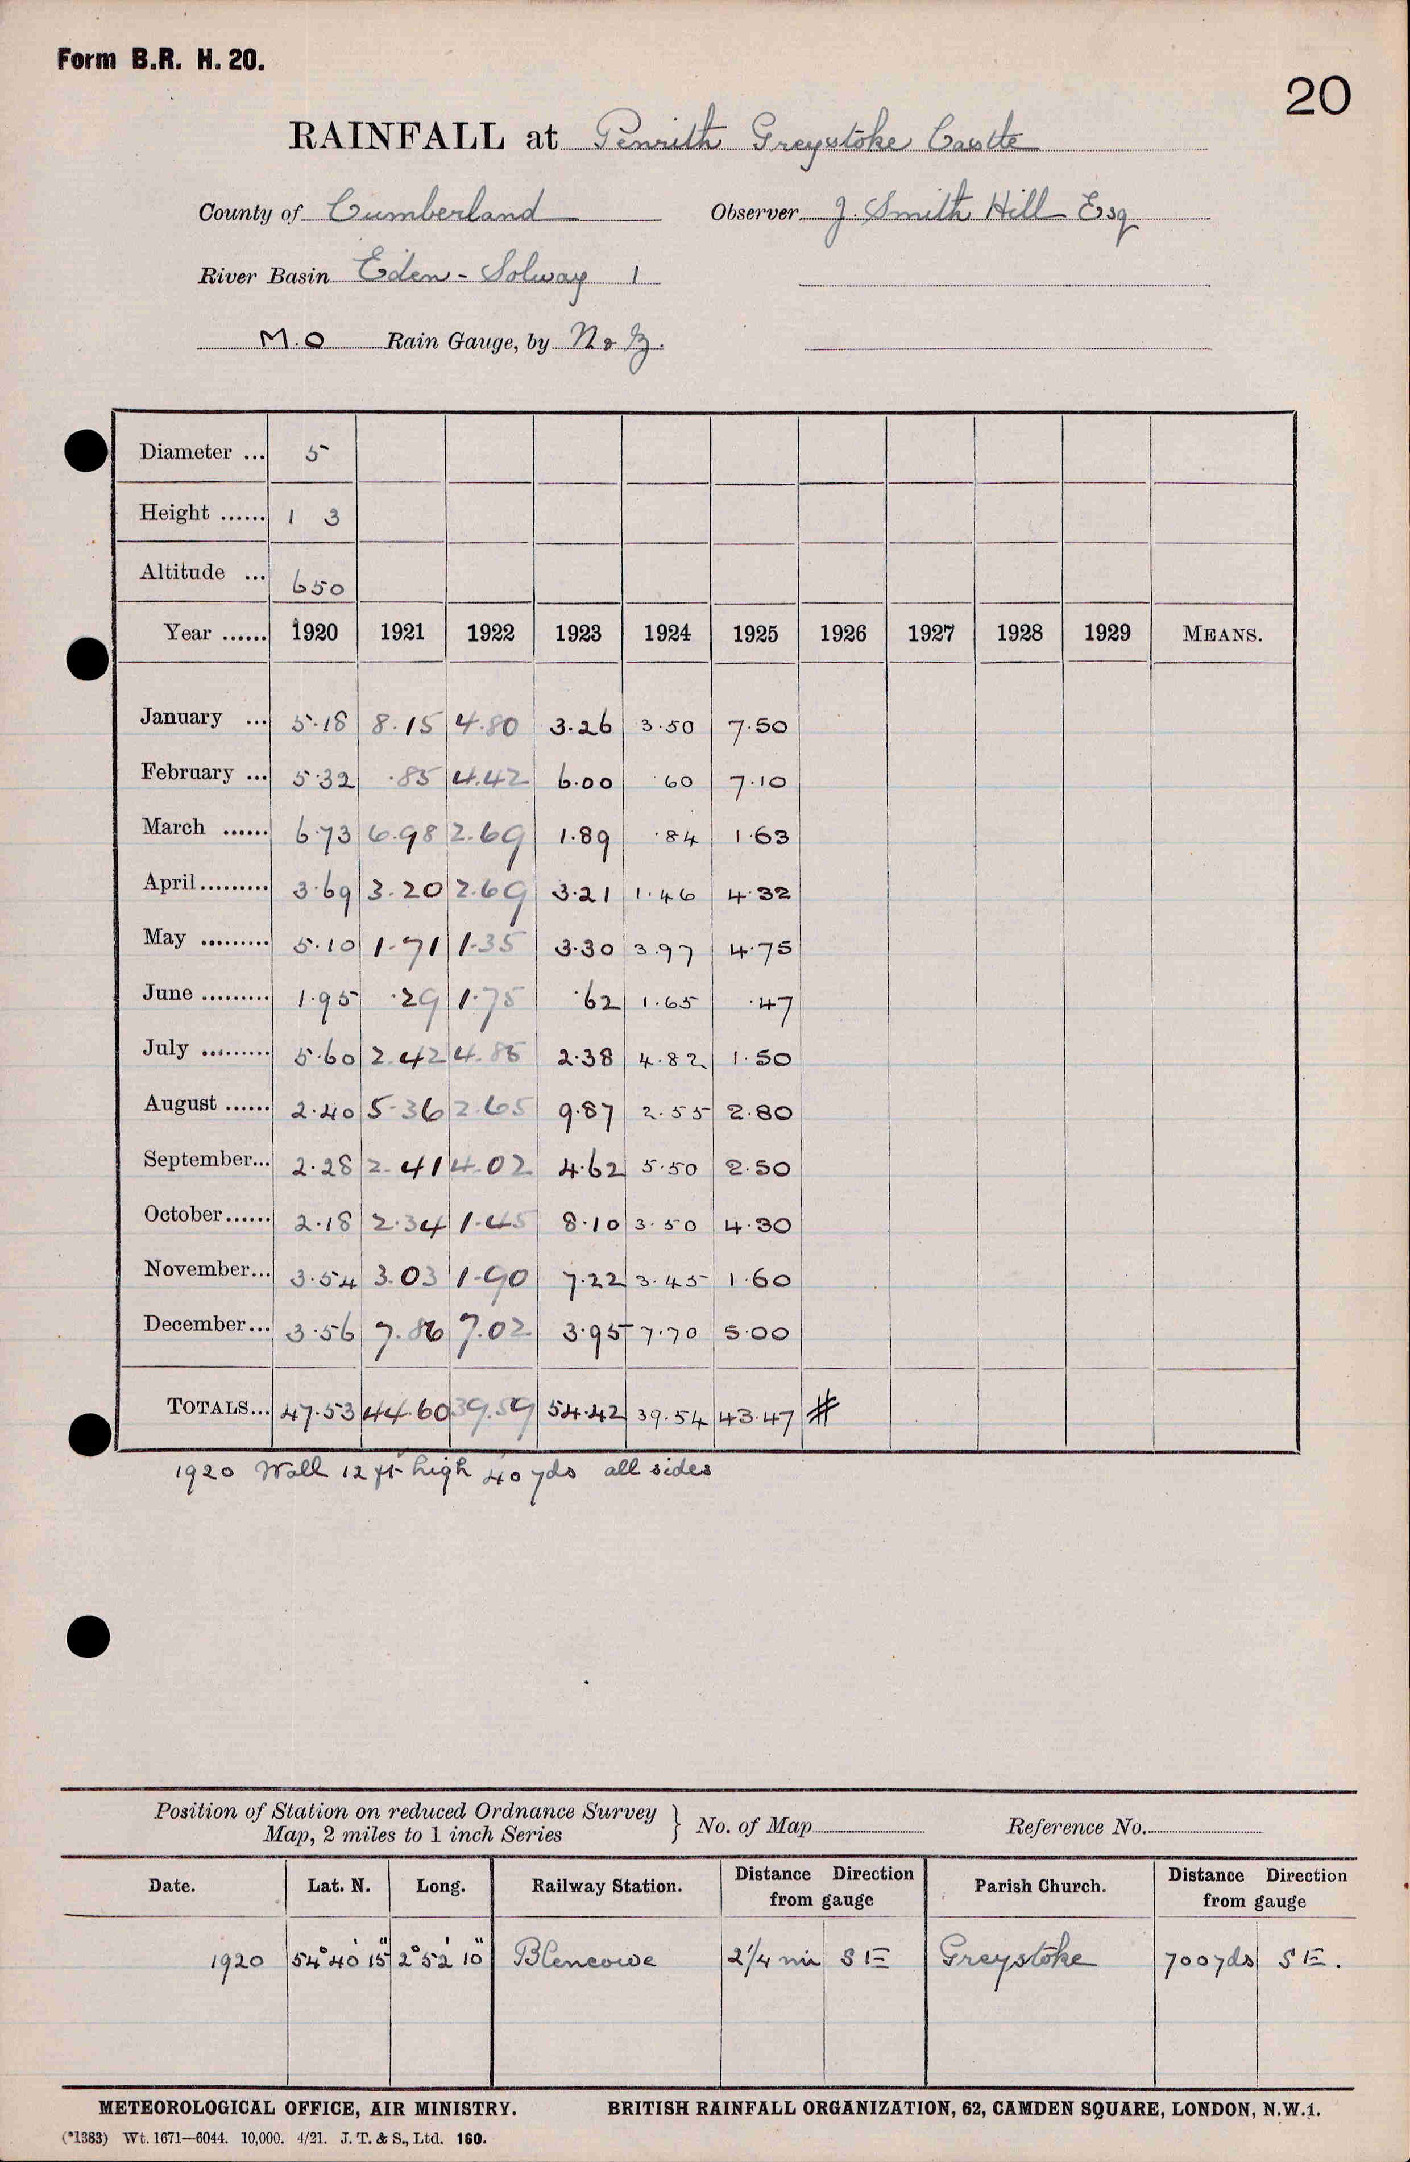 Form B.R. H. 20.
20
RAINFALL at Penrith Greystoke Castle
County of Cumberland Observer J. Smith Hill Esq
River Basin Eden - Solway 1
M.O Rain Gauge, by N & Z.
Diameter ... 5
Height ...... 1 3
Altitude ... 650
Year ...... 1920 1921 1922 1923 1924 1925 1926 1927 1928 1929 MEANS.
January ... 5.18 8.15 4.80 3.26 3.50 7.50
February ... 5.32 .85 4.42 6.00 .60 7.10
March ...... 6.73 6.98 2.69 1.89 .84 1.63
April......... 3.69 3.20 2.69 3.21 1.46 4.32
May ......... 5.10 1.71 1.35 3.30 3.97 4.75
June ......... 1.95 .29 1.75 .62 1.65 .47
July ......... 5.60 2.42 4.85 2.38 4.82 1.50
August ...... 2.40 5.36 2.65 9.87 2.55 2.80
September... 2.28 2.41 4.02 4.62 5.50 2.50
October...... 2.18 2.34 1.45 8.10 3.50 4.30
November... 3.54 3.03 1.90 7.22 3.45 1.60
December... 3.56 7.86 7.02 3.95 7.70 5.00
TOTALS... 47.53 44.60 39.59 54.42 39.54 43.47 #
1920 Wall 12 ft high 40 yds all sides
Position of Station on reduced Ordnance Survey } No. of Map Reference No.
Map, 2 miles to 1 inch Series
Date. Lat. N. Long. Railway Station. Distance Direction from gauge Parish Church. Distance Direction from gauge
1920 54° 40' 15" 2° 52' 10" Blencowe 2 1/4 mi SE Greystoke 700 yds SE.
METEOROLOGICAL OFFICE, AIR MINISTRY. BRITISH RAINFALL ORGANIZATION, 62, CAMDEN SQUARE, LONDON, N.W.1.
(*1383) Wt. 1671—6044. 10,000. 4/21. J. T. & S., Ltd. 160.